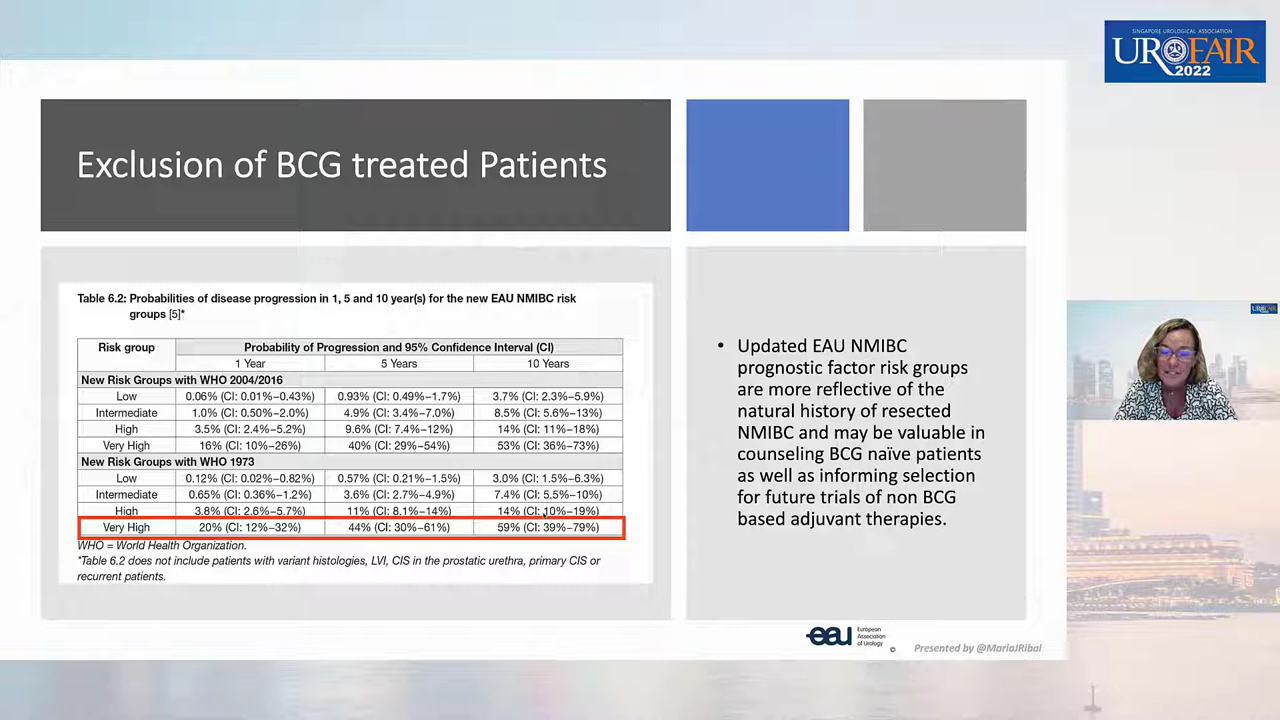 SINGAPORE UROLOGICAL ASSOCIATION
UROFAIR
2022
Exclusion of BCG treated Patients
Table 6.2: Probabilities of disease progression in 1, 5 and 10 year(s) for the new EAU NMIBC risk
groups [5]*
Risk group Probability of Progression and 95% Confidence Interval (CI)
1 Year 5 Years 10 Years
New Risk Groups with WHO 2004/2016
Low 0.06% (CI: 0.01%−0.43%) 0.93% (CI: 0.49%−1.7%) 3.7% (CI: 2.3%−5.9%)
Intermediate 1.0% (CI: 0.50%−2.0%) 4.9% (CI: 3.4%−7.0%) 8.5% (CI: 5.6%−13%)
High 3.5% (CI: 2.4%−5.2%) 9.6% (CI: 7.4%−12%) 14% (CI: 11%−18%)
Very High 16% (CI: 10%−26%) 40% (CI: 29%−54%) 53% (CI: 36%−73%)
New Risk Groups with WHO 1973
Low 0.12% (CI: 0.02%−0.82%) 0.57% (CI: 0.21%−1.5%) 3.0% (CI: 1.5%−6.3%)
Intermediate 0.65% (CI: 0.36%−1.2%) 3.6% (CI: 2.7%−4.9%) 7.4% (CI: 5.5%−10%)
High 3.8% (CI: 2.6%−5.7%) 11% (CI: 8.1%−14%) 14% (CI: 10%−19%)
Very High 20% (CI: 12%−32%) 44% (CI: 30%−61%) 59% (CI: 39%−79%)
WHO = World Health Organization.
*Table 6.2 does not include patients with variant histologies, LVI, CIS in the prostatic urethra, primary CIS or
recurrent patients.
• Updated EAU NMIBC
prognostic factor risk groups
are more reflective of the
natural history of resected
NMIBC and may be valuable in
counseling BCG naïve patients
as well as informing selection
for future trials of non BCG
based adjuvant therapies.
eau
European
Association
of Urology
©
Presented by @MariaJRibal
UROFAIR